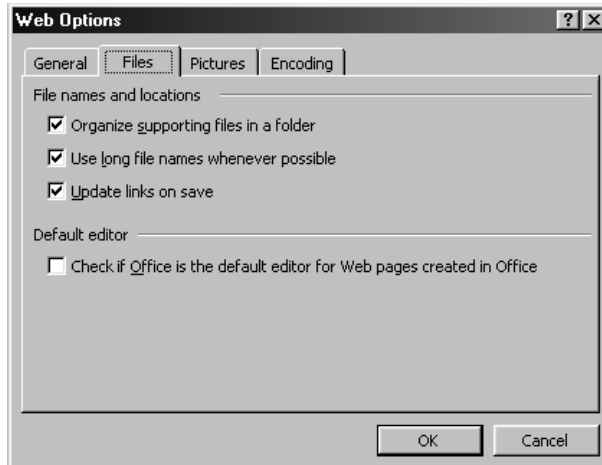 Web Options
General Files Pictures Encoding
File names and locations
Organize supporting files in a folder
Use long file names whenever possible
Update links on save
Default editor
Check if Office is the default editor for Web pages created in Office
OK Cancel